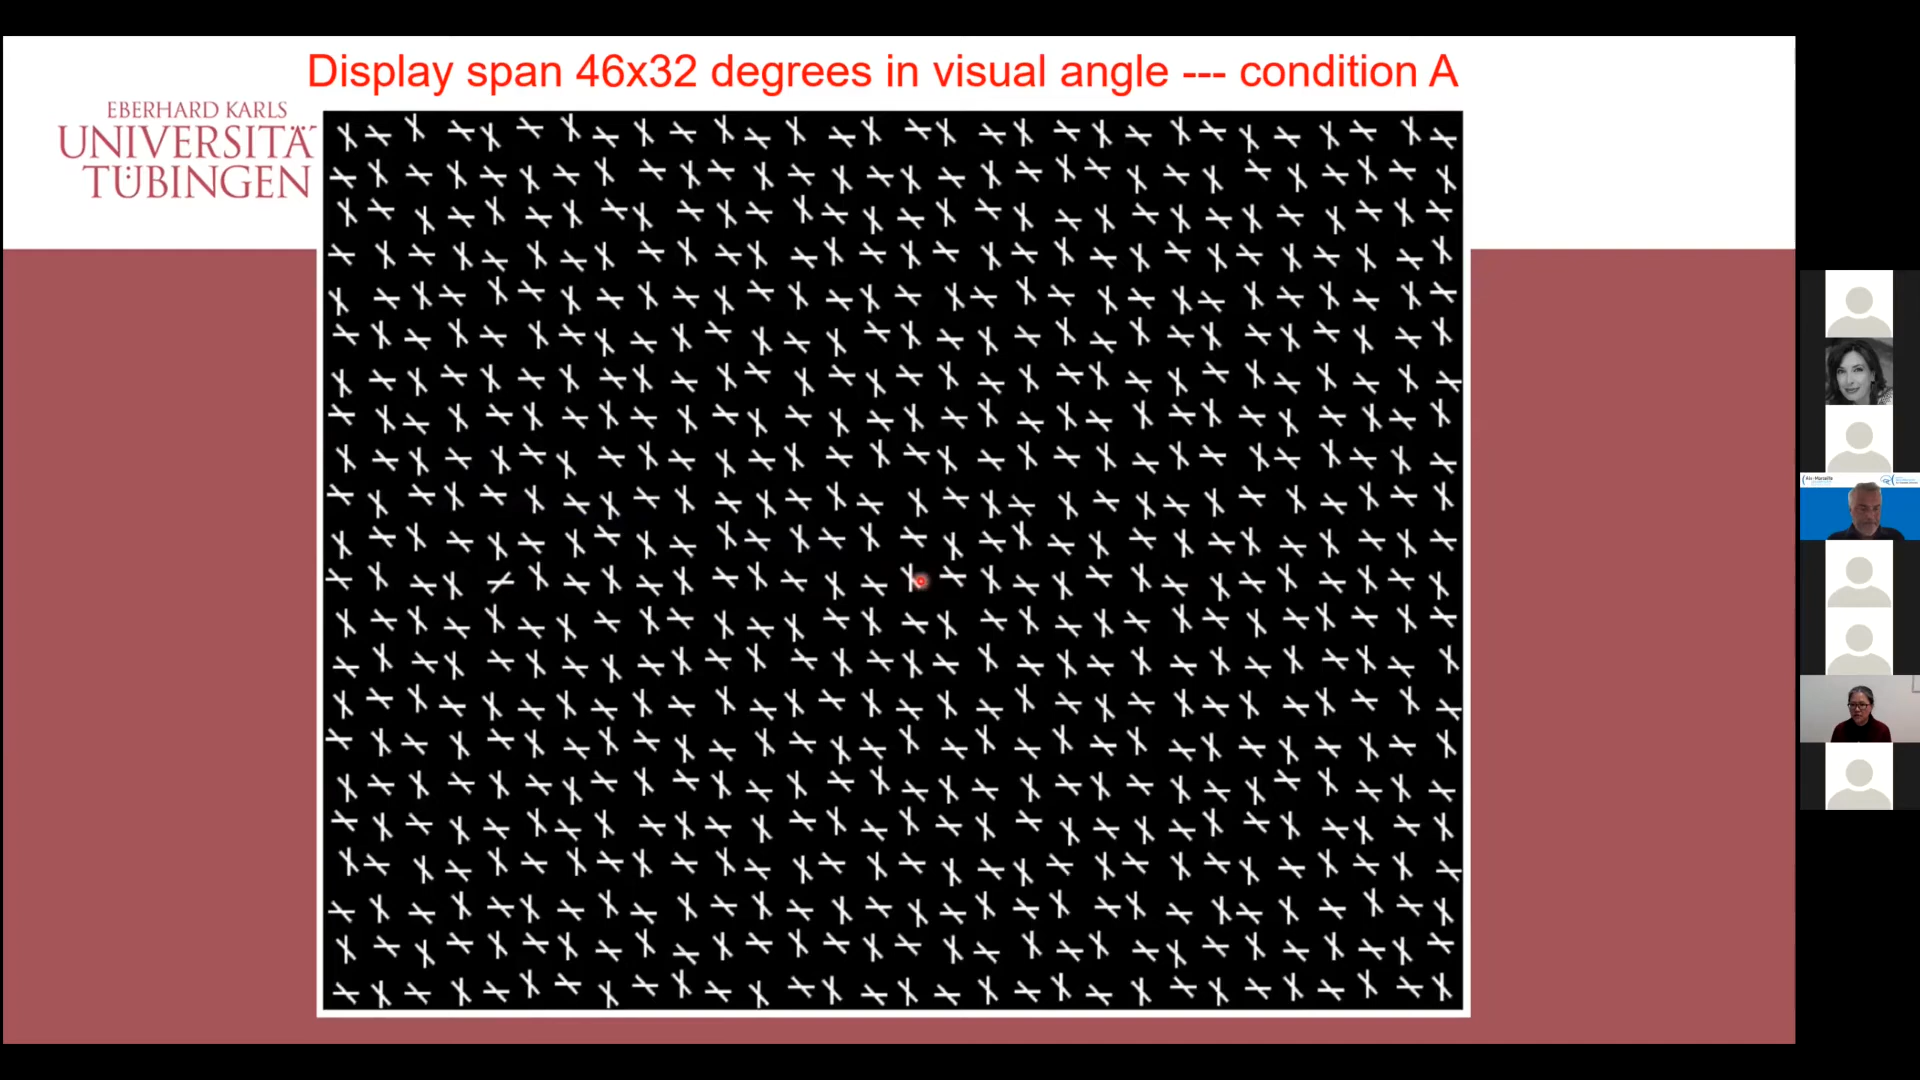 Display span 46x32 degrees in visual angle --- condition A
EBERHARD KARLS
UNIVERSITÄT
TÜBINGEN